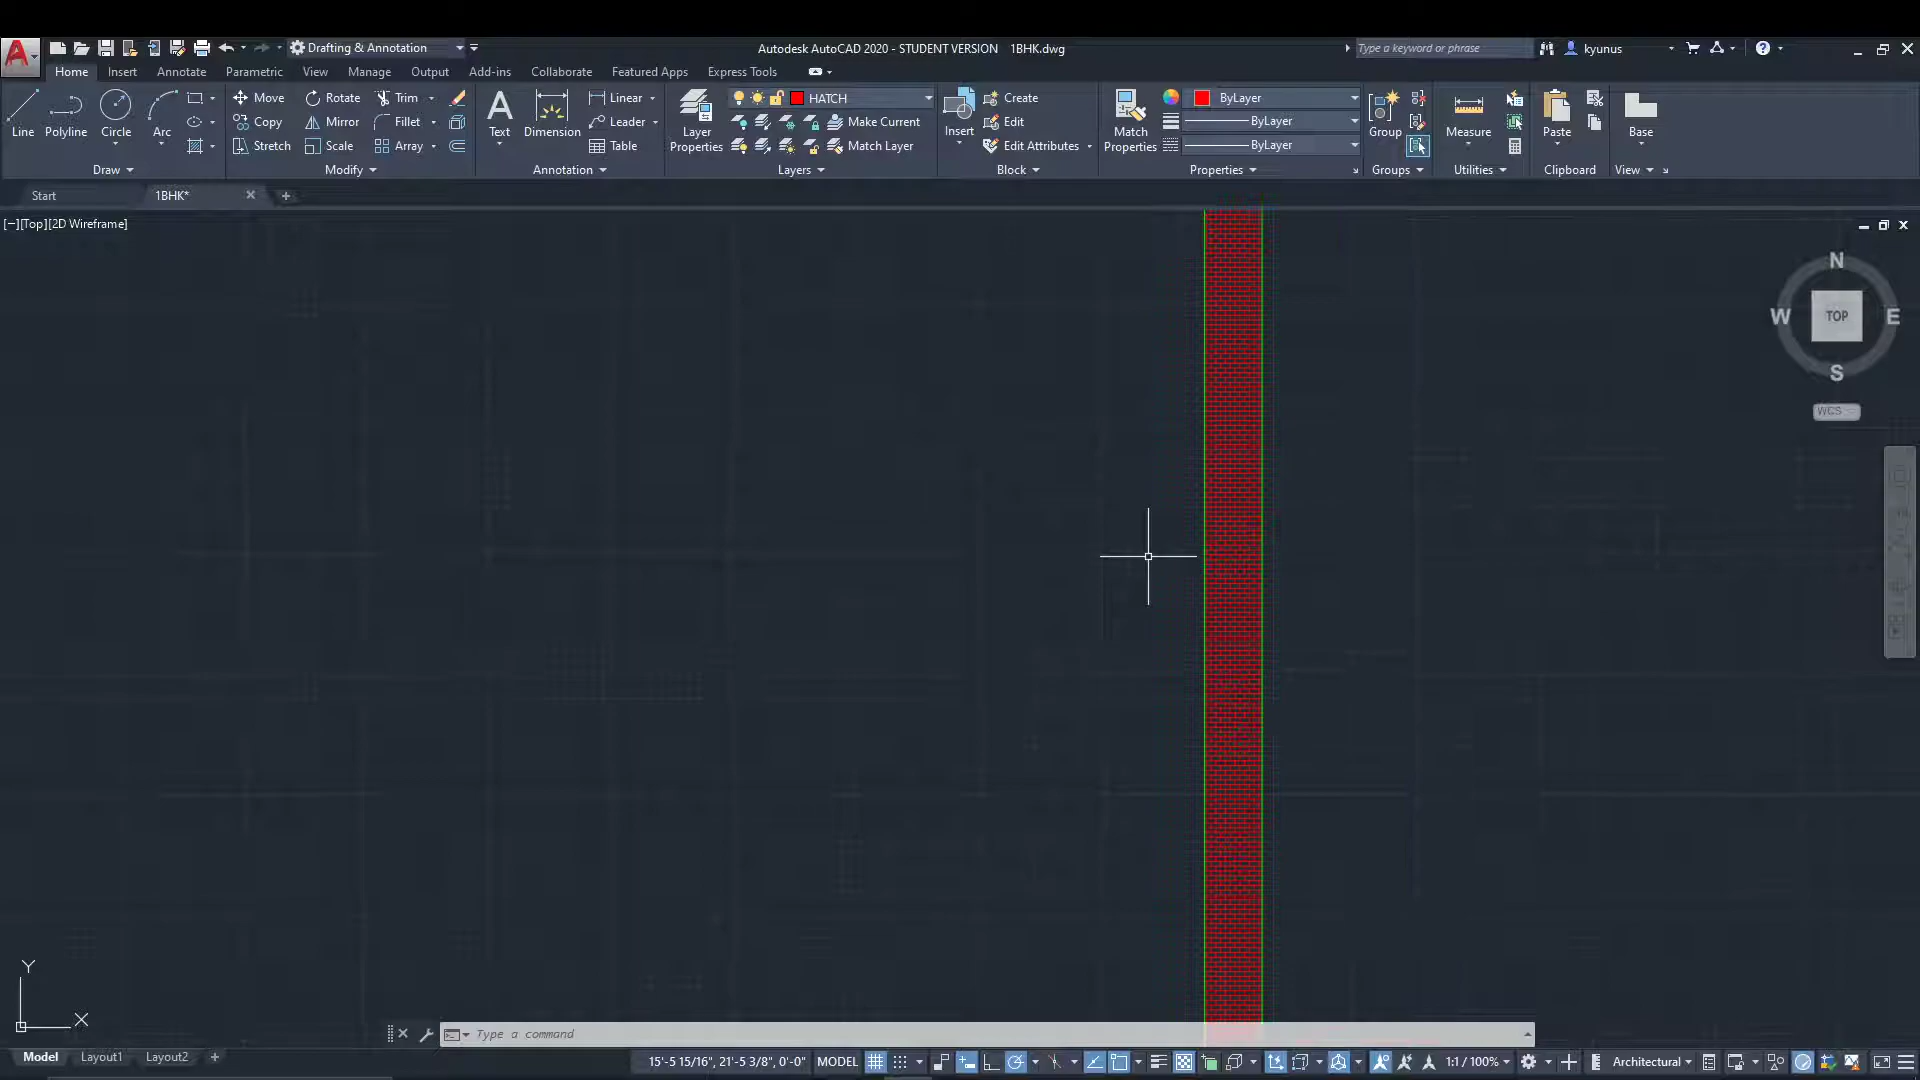 Drafting & Annotation
Autodesk AutoCAD 2020 - STUDENT VERSION 1BHK.dwg
Type a keyword or phrase
kyunus
Home Insert Annotate Parametric View Manage Output Add-ins Collaborate Featured Apps Express Tools
Line
Polyline
Circle
Arc
Draw
Move
Rotate
Trim
Copy
Mirror
Fillet
Stretch
Scale
Array
Modify
Text
Dimension
Linear
Leader
Table
Annotation
Layer
Properties
HATCH
Make Current
Match Layer
Layers
Insert
Create
Edit
Edit Attributes
Block
Match
Properties
ByLayer
ByLayer
ByLayer
Properties
Group
Groups
Measure
Utilities
Paste
Clipboard
Base
View
Start
1BHK*
[−][Top][2D Wireframe]
N
W
TOP
E
S
WCS
Y
X
Type a command
Model Layout1 Layout2
15'-5 15/16", 21'-5 3/8", 0'-0" MODEL
1:1 / 100%
Architectural